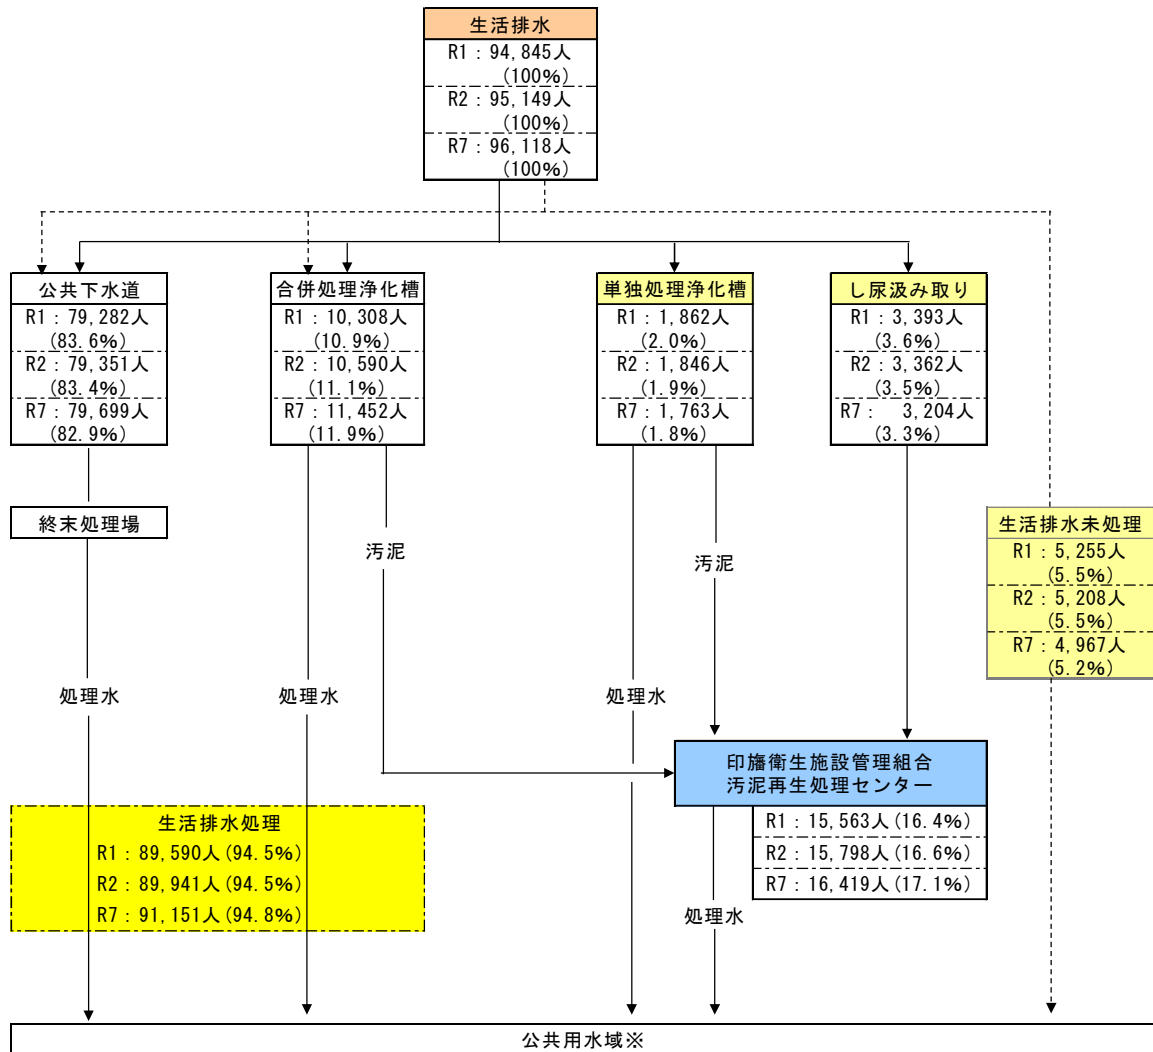 生活排水
R1：94,845人
(100%)
R2：95,149人
(100%)
R7：96,118人
(100%)
公共下水道
R1：79,282人
(83.6%)
R2：79,351人
(83.4%)
R7：79,699人
(82.9%)
合併処理浄化槽
R1：10,308人
(10.9%)
R2：10,590人
(11.1%)
R7：11,452人
(11.9%)
単独処理浄化槽
R1：1,862人
(2.0%)
R2：1,846人
(1.9%)
R7：1,763人
(1.8%)
し尿汲み取り
R1：3,393人
(3.6%)
R2：3,362人
(3.5%)
R7：　3,204人
(3.3%)
終末処理場
汚泥
汚泥
生活排水未処理
R1：5,255人
(5.5%)
R2：5,208人
(5.5%)
R7：4,967人
(5.2%)
処理水
処理水
処理水
印旛衛生施設管理組合
汚泥再生処理センター
R1：15,563人(16.4%)
R2：15,798人(16.6%)
R7：16,419人(17.1%)
生活排水処理
R1：89,590人(94.5%)
R2：89,941人(94.5%)
R7：91,151人(94.8%)
処理水
公共用水域※